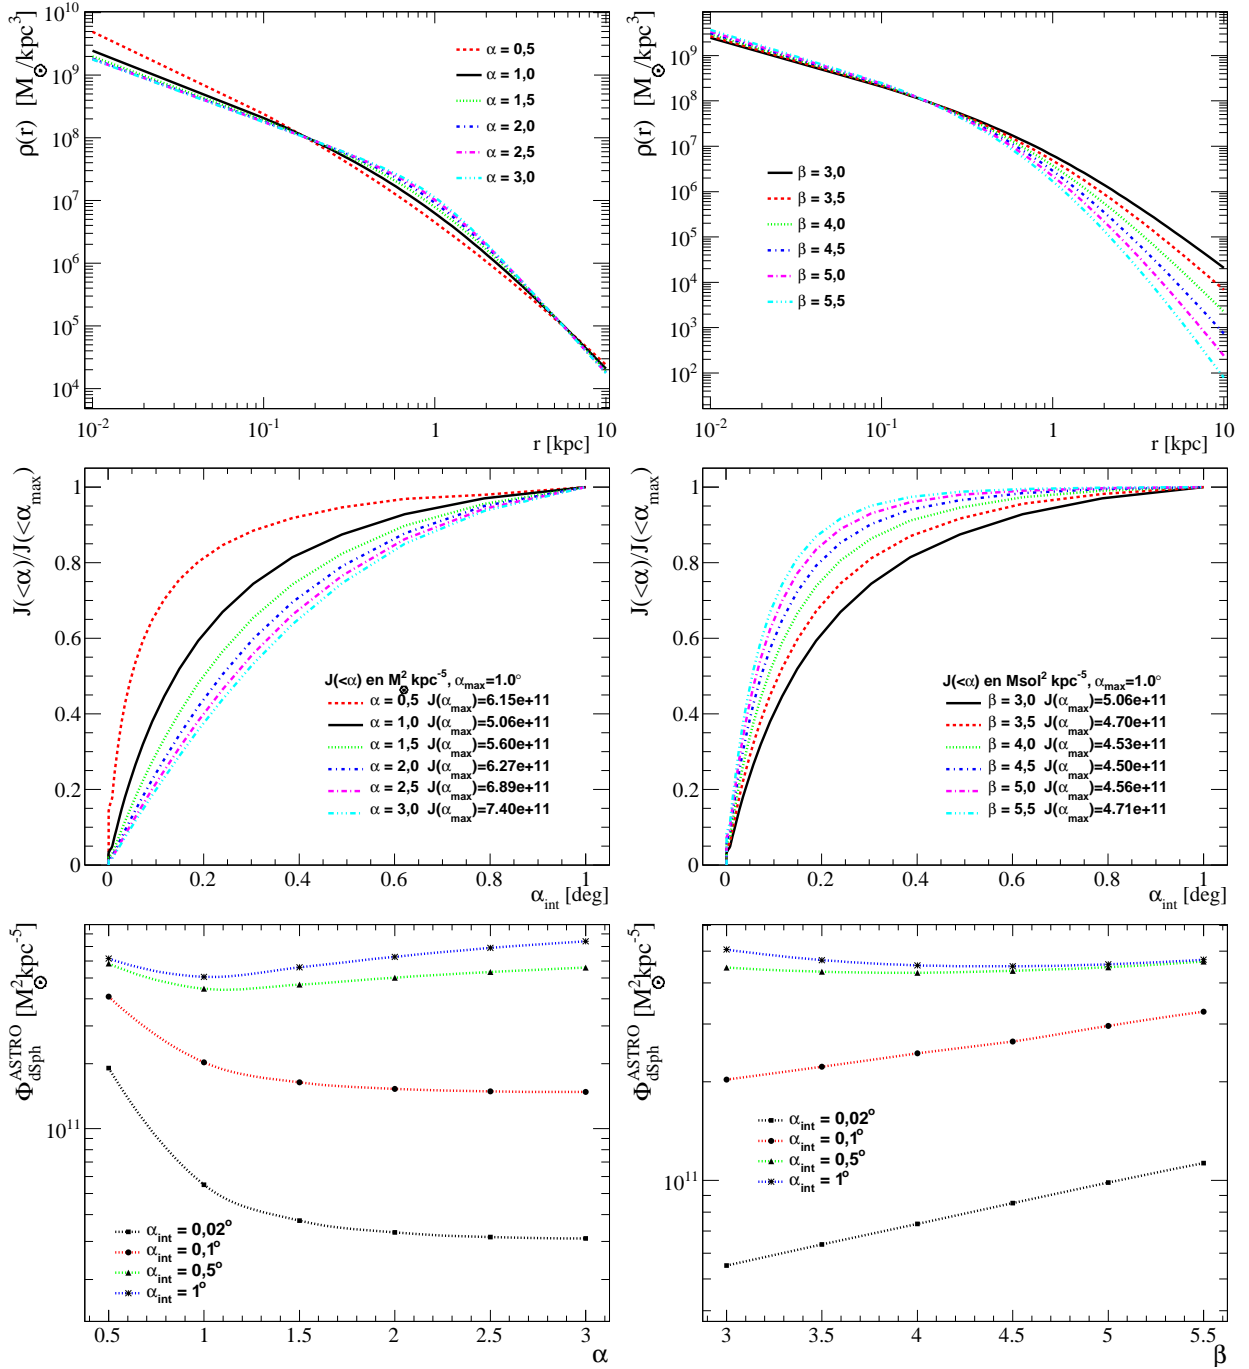 ρ(r) [M⊙/kpc³]
10¹⁰
10⁹
10⁸
10⁷
10⁶
10⁵
10⁴
α = 0,5
α = 1,0
α = 1,5
α = 2,0
α = 2,5
α = 3,0
10⁻² 10⁻¹ 1 10
r [kpc]
ρ(r) [M⊙/kpc³]
10⁹
10⁸
10⁷
10⁶
10⁵
10⁴
10³
10²
β = 3,0
β = 3,5
β = 4,0
β = 4,5
β = 5,0
β = 5,5
10⁻² 10⁻¹ 1 10
r [kpc]
J(<α)/J(<α_max)
1
0.8
0.6
0.4
0.2
0
J(<α) en M⊙² kpc⁻⁵, α_max=1.0°
α = 0,5 J(α_max)=6.15e+11
α = 1,0 J(α_max)=5.06e+11
α = 1,5 J(α_max)=5.60e+11
α = 2,0 J(α_max)=6.27e+11
α = 2,5 J(α_max)=6.89e+11
α = 3,0 J(α_max)=7.40e+11
0 0.2 0.4 0.6 0.8 1
α_int [deg]
J(<α)/J(<α_max)
1
0.8
0.6
0.4
0.2
0
J(<α) en Msol² kpc⁻⁵, α_max=1.0°
β = 3,0 J(α_max)=5.06e+11
β = 3,5 J(α_max)=4.70e+11
β = 4,0 J(α_max)=4.53e+11
β = 4,5 J(α_max)=4.50e+11
β = 5,0 J(α_max)=4.56e+11
β = 5,5 J(α_max)=4.71e+11
0 0.2 0.4 0.6 0.8 1
α_int [deg]
Φ_dSph^ASTRO [M⊙²kpc⁻⁵]
10¹¹
α_int = 0,02°
α_int = 0,1°
α_int = 0,5°
α_int = 1°
0.5 1 1.5 2 2.5 3
α
Φ_dSph^ASTRO [M⊙²kpc⁻⁵]
10¹¹
α_int = 0,02°
α_int = 0,1°
α_int = 0,5°
α_int = 1°
3 3.5 4 4.5 5 5.5
β